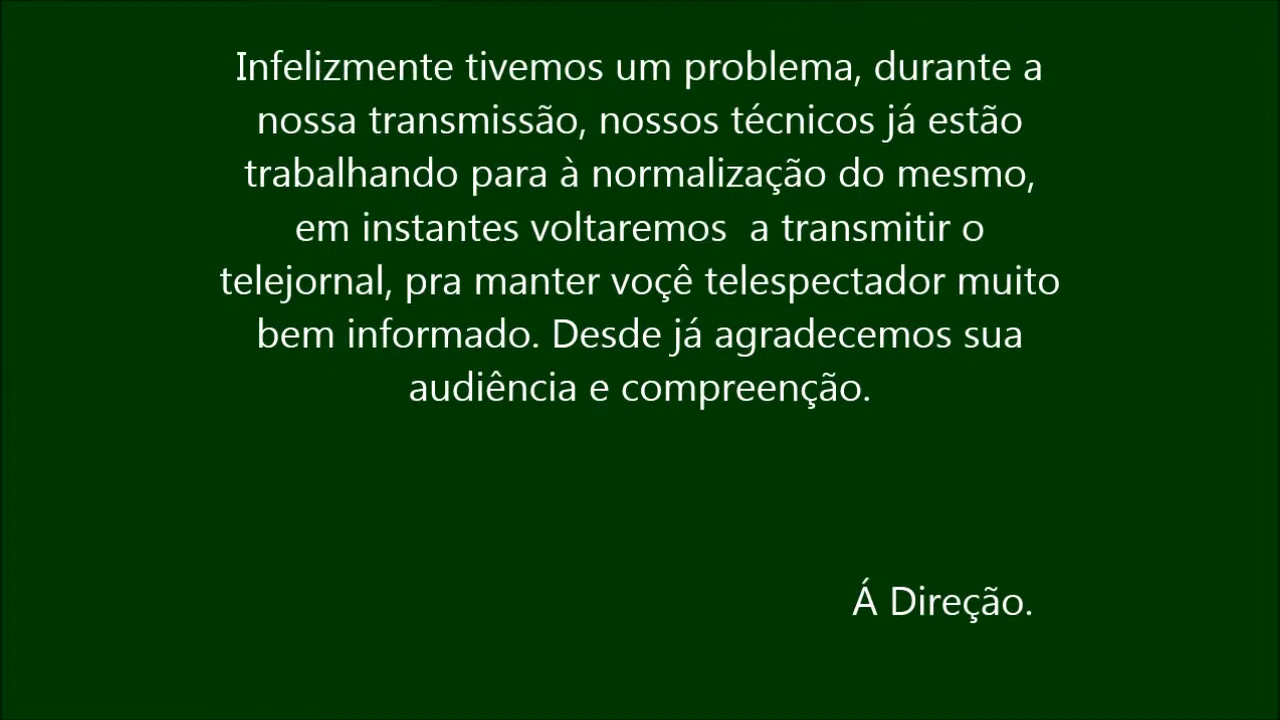 Infelizmente tivemos um problema, durante a
nossa transmissão, nossos técnicos já estão
trabalhando para à normalização do mesmo,
em instantes voltaremos  a transmitir o
telejornal, pra manter voçê telespectador muito
bem informado. Desde já agradecemos sua
audiência e compreenção.
Á Direção.